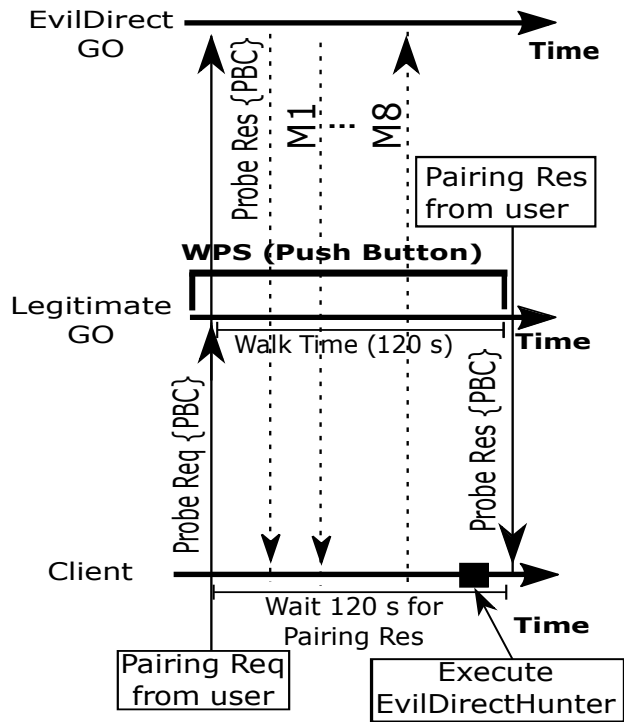 EvilDirect
GO
Time
Probe Res {PBC}
M1
...
M8
Pairing Res
from user
WPS (Push Button)
Legitimate
GO
Walk Time (120 s)
Time
Probe Req {PBC}
Probe Res {PBC}
Client
Wait 120 s for
Pairing Res
Time
Pairing Req
from user
Execute
EvilDirectHunter